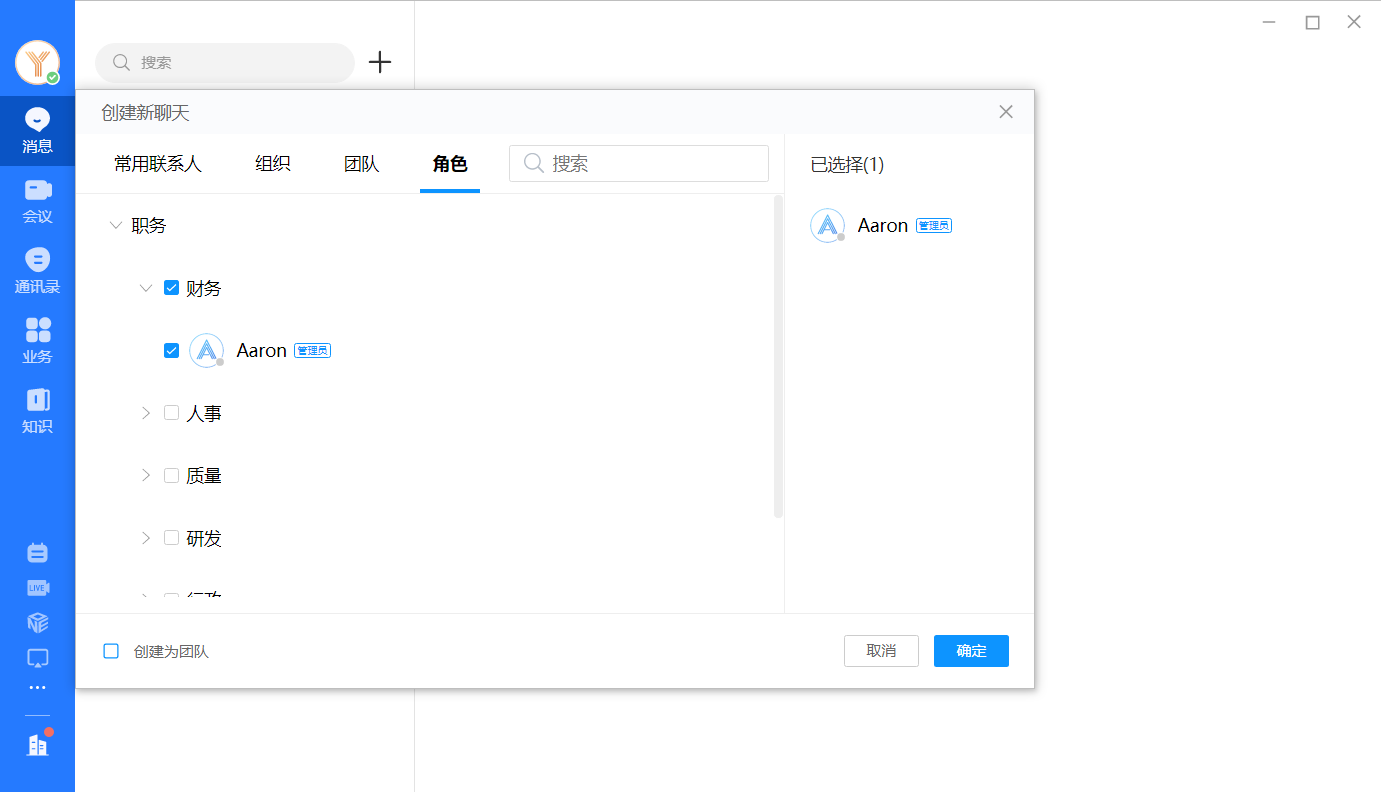 搜索
消息
会议
通讯录
业务
知识
LIVE
创建新聊天
常用联系人 组织 团队 角色 搜索
职务
财务
Aaron 管理员
人事
质量
研发
行政
创建为团队
已选择(1)
Aaron 管理员
取消 确定